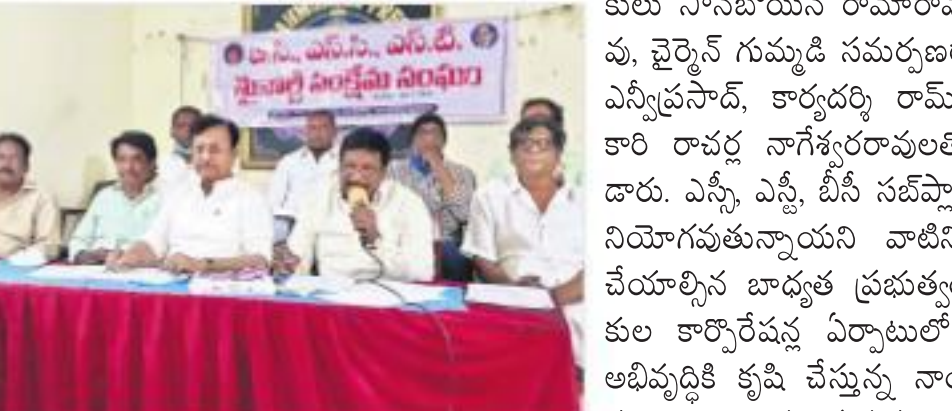 బి.సి., ఎస్.సి., ఎస్.టి.
మైనార్టీ సంక్షేమ సంఘం
కులు సానబోయిన రామారా
వు, చైర్మెన్ గుమ్మడి సమర్పణ
ఎన్వీప్రసాద్, కార్యదర్శి రామ్
కారి రాచర్ల నాగేశ్వరరావులత
డారు. ఎస్సీ, ఎస్టీ, బీసీ సబ్‌ప్లా
నియోగవుతున్నాయని వాటిని
చేయాల్సిన బాధ్యత ప్రభుత్వ
కుల కార్పొరేషన్ల ఏర్పాటులో
అభివృద్ధికి కృషి చేస్తున్న నా